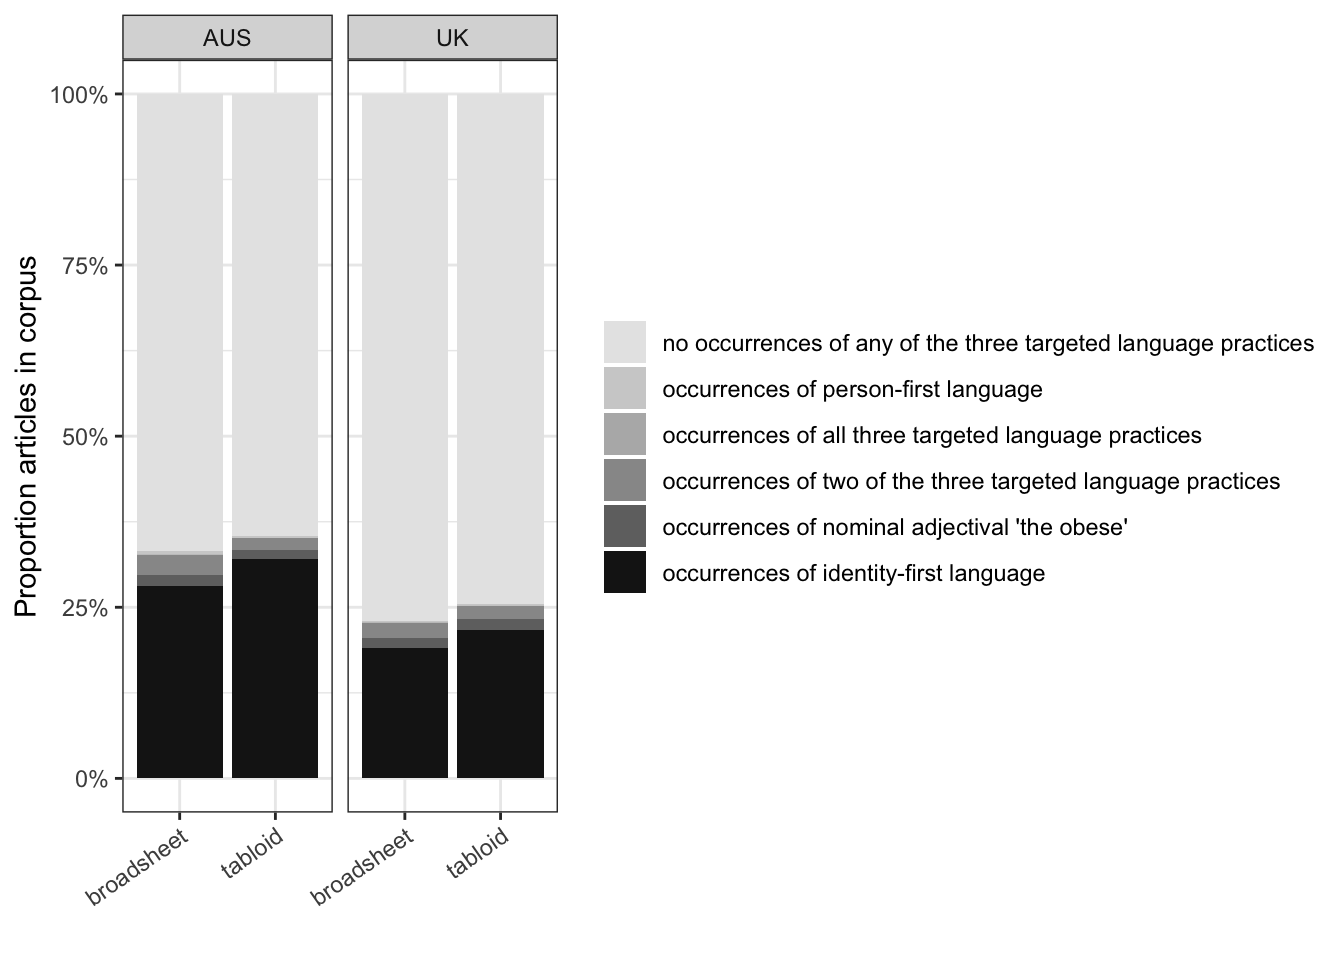 AUS
UK
Proportion articles in corpus
100%
75%
50%
25%
0%
broadsheet
tabloid
broadsheet
tabloid
no occurrences of any of the three targeted language practices
occurrences of person-first language
occurrences of all three targeted language practices
occurrences of two of the three targeted language practices
occurrences of nominal adjectival 'the obese'
occurrences of identity-first language